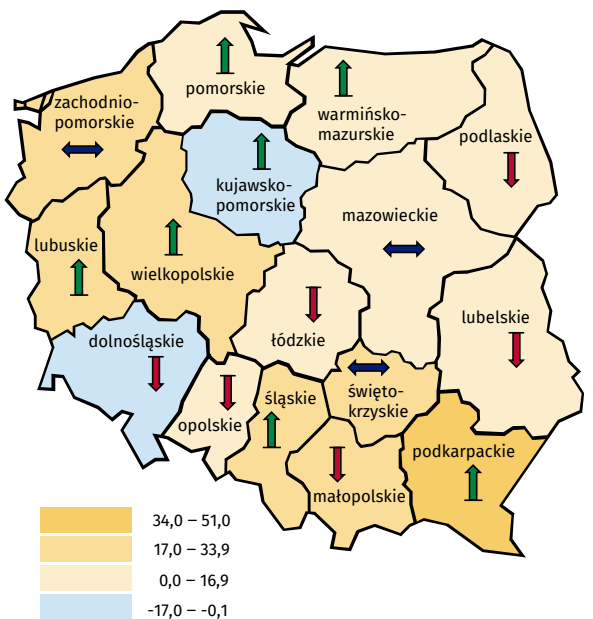 pomorskie
zachodnio-
pomorskie
warmińsko-
mazurskie
podlaskie
kujawsko-
pomorskie
mazowieckie
lubuskie
wielkopolskie
dolnośląskie
łódzkie
lubelskie
opolskie
śląskie
święto-
krzyskie
małopolskie
podkarpackie
34,0 – 51,0
17,0 – 33,9
0,0 – 16,9
-17,0 – -0,1